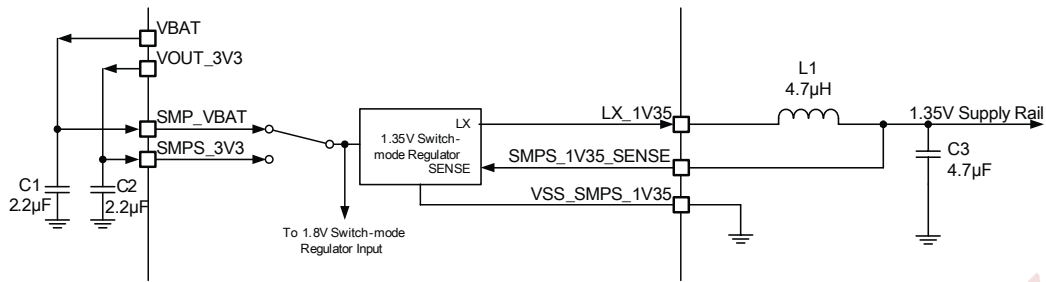 VBAT
VOUT_3V3
SMP_VBAT
SMPS_3V3
C1
2.2µF
C2
2.2µF
LX
1.35V Switch-
mode Regulator
SENSE
To 1.8V Switch-mode
Regulator Input
LX_1V35
SMPS_1V35_SENSE
VSS_SMPS_1V35
L1
4.7µH
1.35V Supply Rail
C3
4.7µF